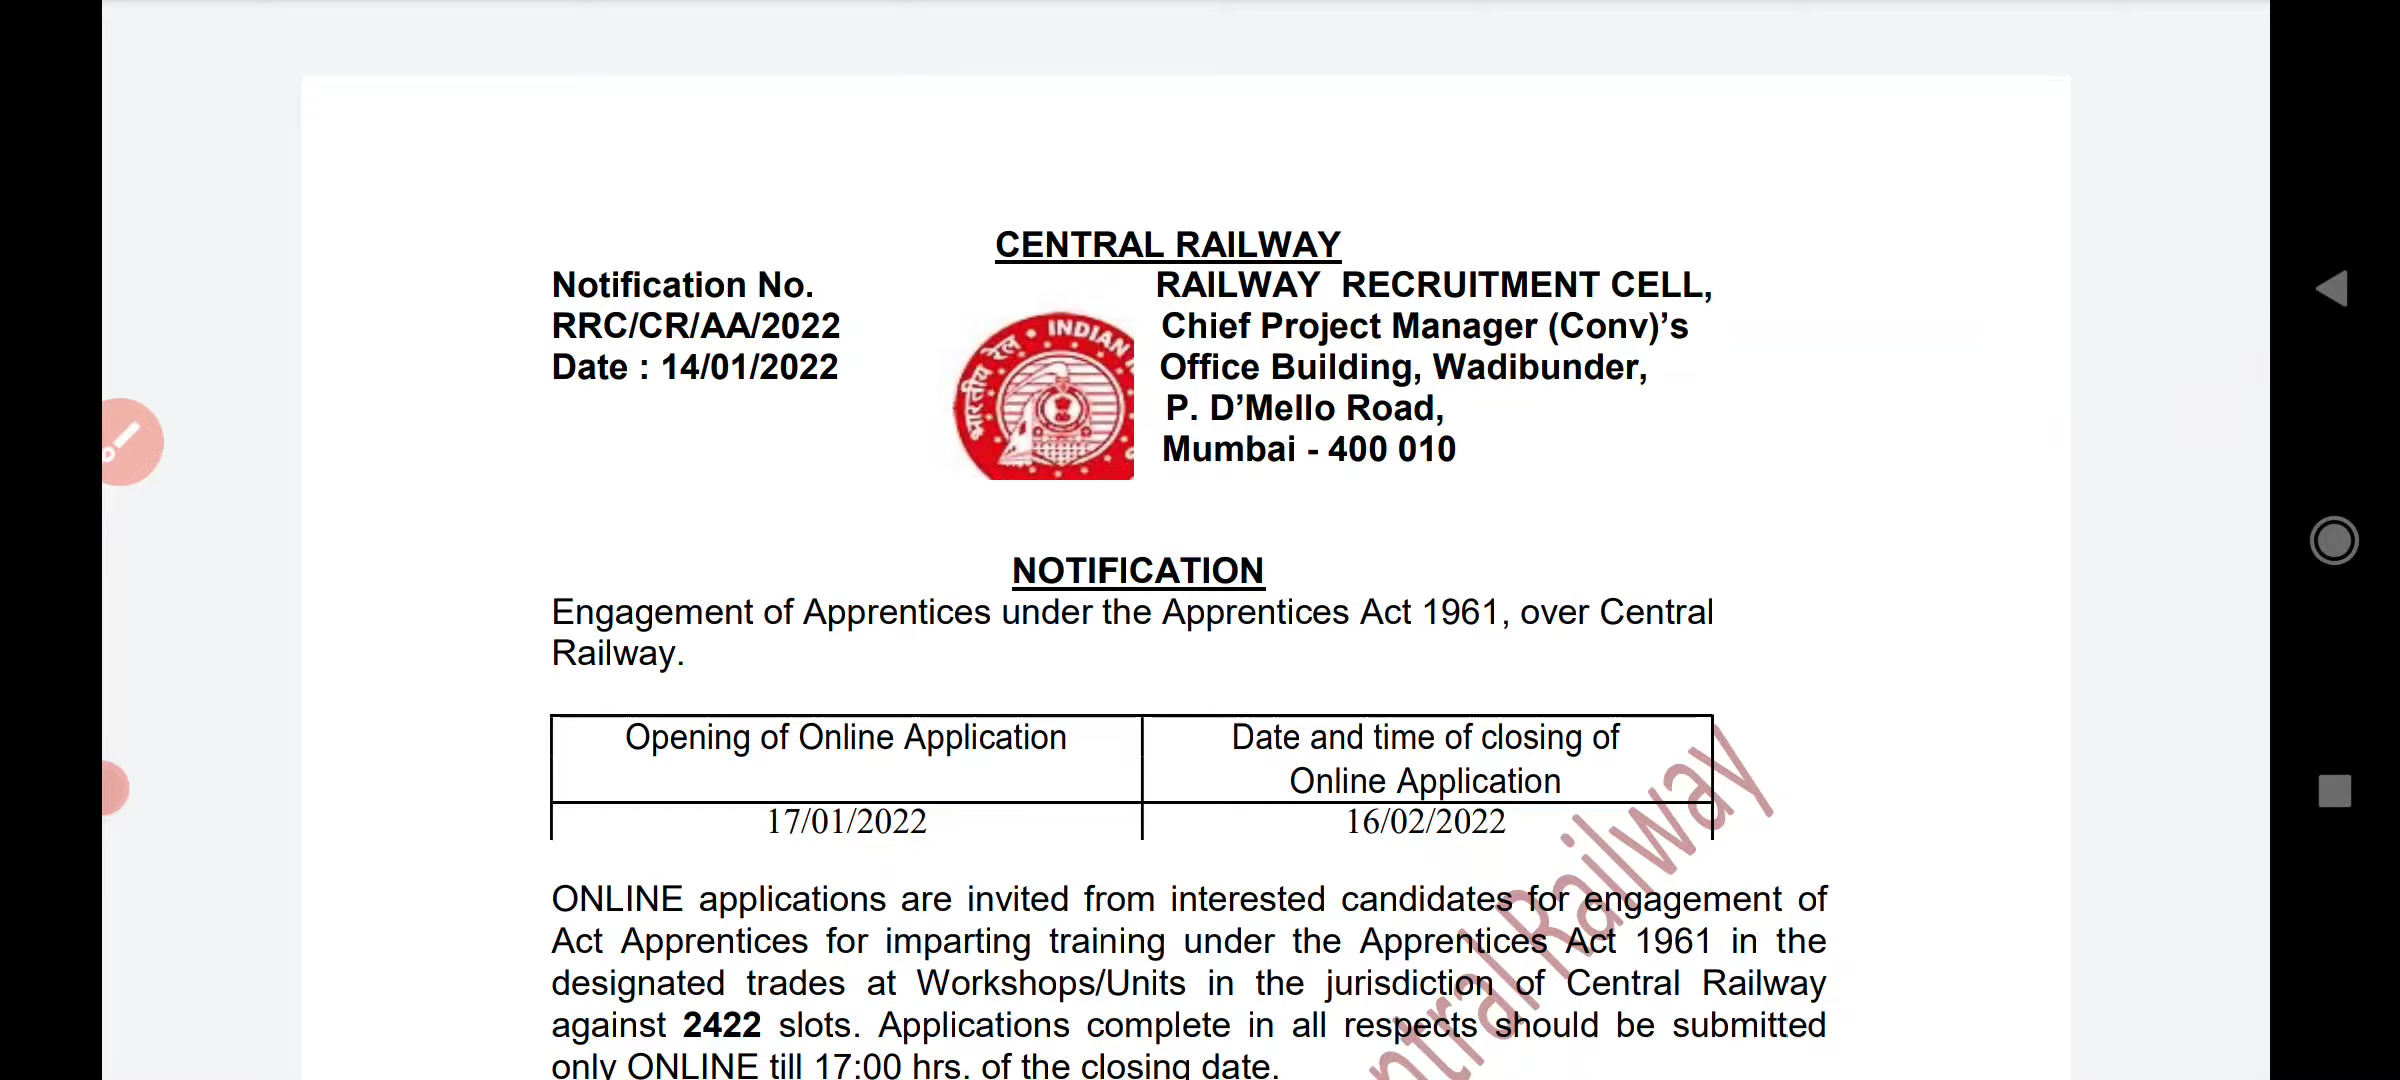 CENTRAL RAILWAY
Notification No.
RRC/CR/AA/2022
Date : 14/01/2022
भारतीय रेल • INDIAN
RAILWAY RECRUITMENT CELL,
Chief Project Manager (Conv)’s
Office Building, Wadibunder,
P. D’Mello Road,
Mumbai - 400 010
NOTIFICATION
Engagement of Apprentices under the Apprentices Act 1961, over Central
Railway.
Opening of Online Application
Date and time of closing of
Online Application
17/01/2022
16/02/2022
ONLINE applications are invited from interested candidates for engagement of
Act Apprentices for imparting training under the Apprentices Act 1961 in the
designated trades at Workshops/Units in the jurisdiction of Central Railway
against 2422 slots. Applications complete in all respects should be submitted
only ONLINE till 17:00 hrs. of the closing date.
ntral Railway